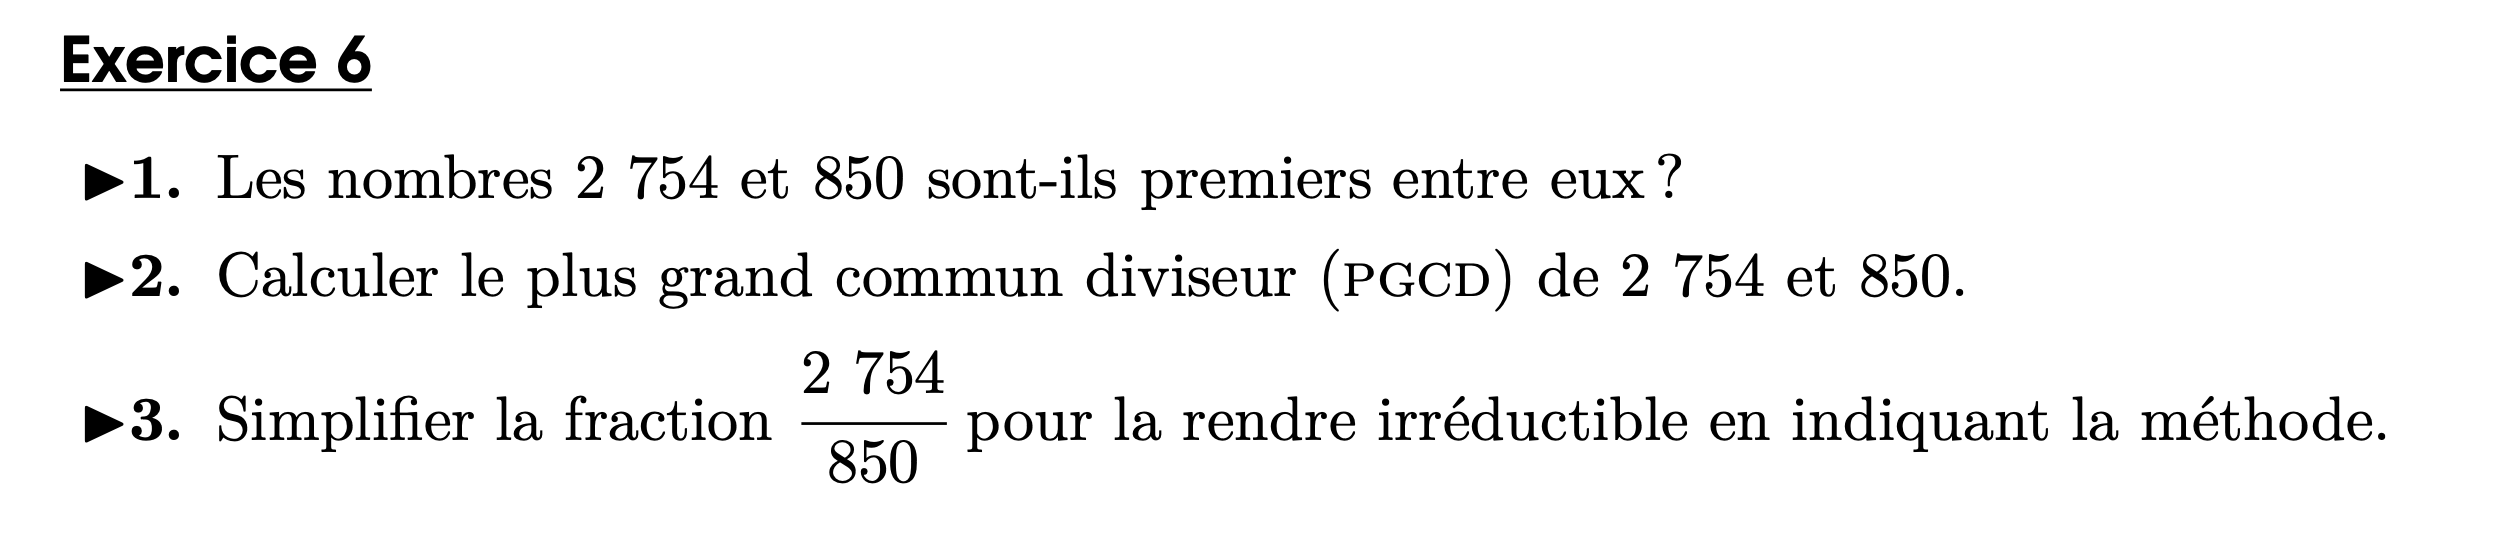 Exercice 6
▶1. Les nombres 2 754 et 850 sont-ils premiers entre eux ?
▶2. Calculer le plus grand commun diviseur (PGCD) de 2 754 et 850.
▶3. Simplifier la fraction 2 754/850 pour la rendre irréductible en indiquant la méthode.